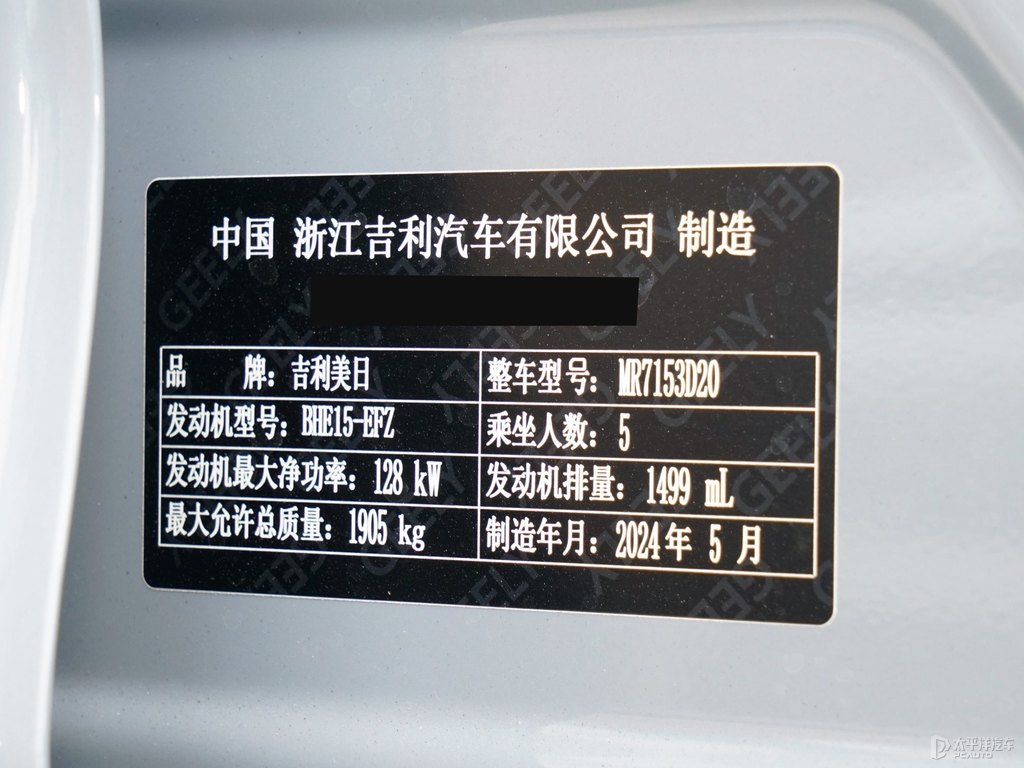 中国 浙江吉利汽车有限公司 制造
品 牌：吉利美日 整车型号：MR7153D20
发动机型号：BHE15-EFZ 乘坐人数：5
发动机最大净功率：128 kW 发动机排量：1499 mL
最大允许总质量：1905 kg 制造年月：2024年 5 月
太平洋汽车
PCAUTO